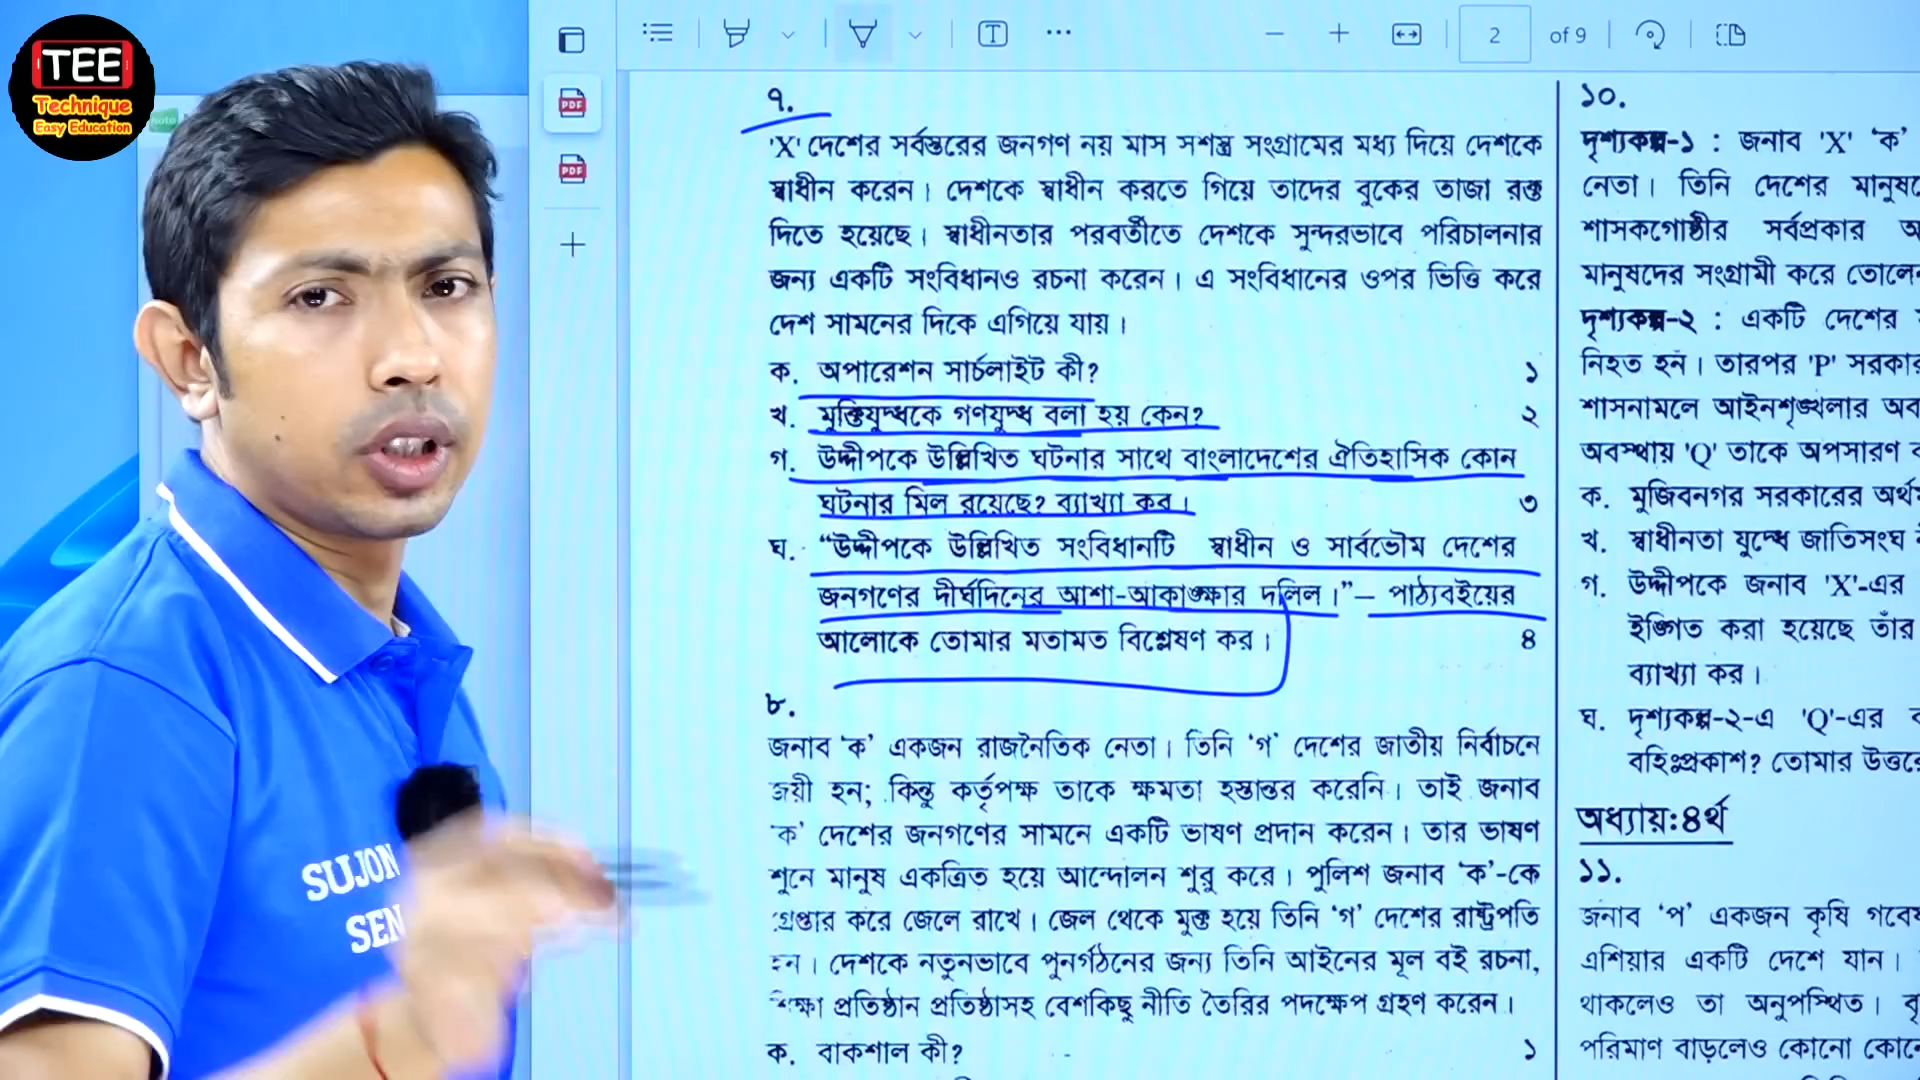 TEE
Technique
Easy Education
2 of 9
৭.
'X' দেশের সর্বস্তরের জনগণ নয় মাস সশস্ত্র সংগ্রামের মধ্য দিয়ে দেশকে
স্বাধীন করেন। দেশকে স্বাধীন করতে গিয়ে তাদের বুকের তাজা রক্ত
দিতে হয়েছে। স্বাধীনতার পরবর্তীতে দেশকে সুন্দরভাবে পরিচালনার
জন্য একটি সংবিধানও রচনা করেন। এ সংবিধানের ওপর ভিত্তি করে
দেশ সামনের দিকে এগিয়ে যায়।
ক. অপারেশন সার্চলাইট কী? ১
খ. মুক্তিযুদ্ধকে গণযুদ্ধ বলা হয় কেন? ২
গ. উদ্দীপকে উল্লিখিত ঘটনার সাথে বাংলাদেশের ঐতিহাসিক কোন
ঘটনার মিল রয়েছে? ব্যাখ্যা কর। ৩
ঘ. “উদ্দীপকে উল্লিখিত সংবিধানটি স্বাধীন ও সার্বভৌম দেশের
জনগণের দীর্ঘদিনের আশা-আকাঙ্ক্ষার দলিল।”– পাঠ্যবইয়ের
আলোকে তোমার মতামত বিশ্লেষণ কর। ৪
৮.
জনাব ‘ক’ একজন রাজনৈতিক নেতা। তিনি ‘গ’ দেশের জাতীয় নির্বাচনে
জয়ী হন; কিন্তু কর্তৃপক্ষ তাকে ক্ষমতা হস্তান্তর করেনি। তাই জনাব
‘ক’ দেশের জনগণের সামনে একটি ভাষণ প্রদান করেন। তার ভাষণ
শুনে মানুষ একত্রিত হয়ে আন্দোলন শুরু করে। পুলিশ জনাব ‘ক’-কে
গ্রেপ্তার করে জেলে রাখে। জেল থেকে মুক্ত হয়ে তিনি ‘গ’ দেশের রাষ্ট্রপতি
হন। দেশকে নতুনভাবে পুনর্গঠনের জন্য তিনি আইনের মূল বই রচনা,
শিক্ষা প্রতিষ্ঠান প্রতিষ্ঠাসহ বেশকিছু নীতি তৈরির পদক্ষেপ গ্রহণ করেন।
ক. বাকশাল কী? ১
১০.
দৃশ্যকল্প-১ : জনাব 'X' ‘ক’
নেতা। তিনি দেশের
শাসকগোষ্ঠীর সর্বপ্রকার
মানুষদের সংগ্রামী করে
দৃশ্যকল্প-২ : একটি দেশের
নিহত হন। তারপর 'P'
শাসনামলে আইনশৃঙ্খলার
অবস্থায় 'Q' তাকে অপসারণ
ক. মুজিবনগর সরকারের
খ. স্বাধীনতা যুদ্ধে জাতিসংঘ
গ. উদ্দীপকে জনাব 'X'-এর
ইঙ্গিত করা হয়েছে তাঁর
ব্যাখ্যা কর।
ঘ. দৃশ্যকল্প-২-এ 'Q'-এর
বহিঃপ্রকাশ? তোমার
অধ্যায়:৪র্থ
১১.
জনাব ‘প’ একজন কৃষি
এশিয়ার একটি দেশে যান।
থাকলেও তা অনুপস্থিত।
পরিমাণ বাড়লেও কোনো
SUJON
SEN
PDF
PDF